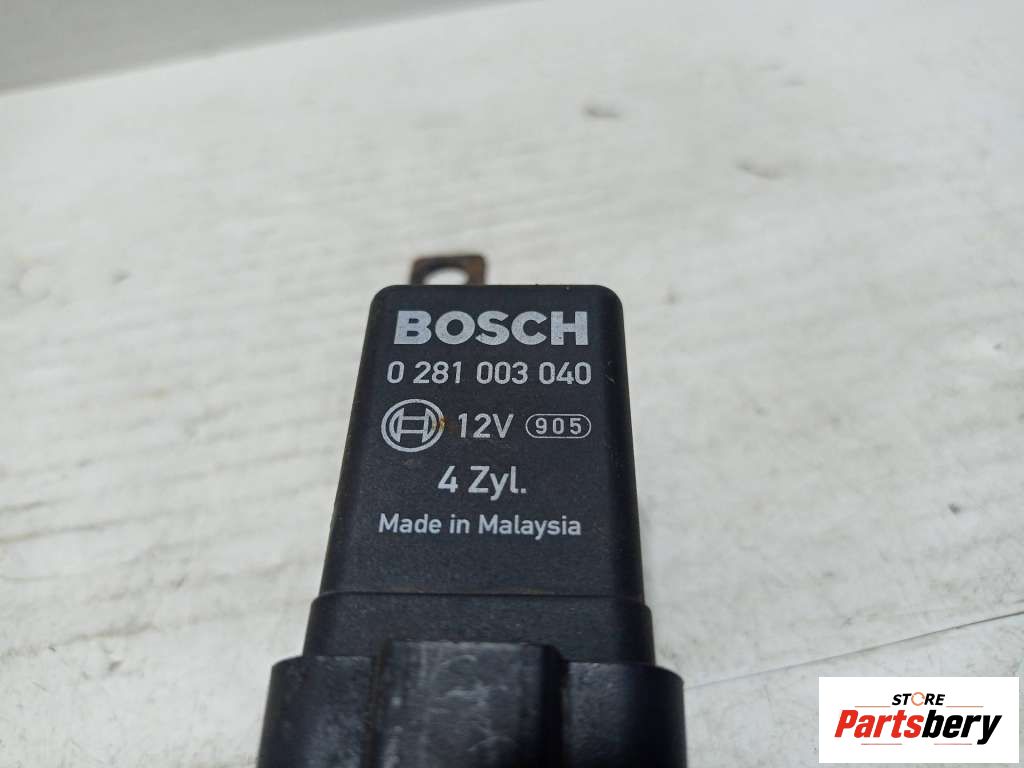 BOSCH
0 281 003 040
12V 905
4 Zyl.
Made in Malaysia
STORE
Partsbery